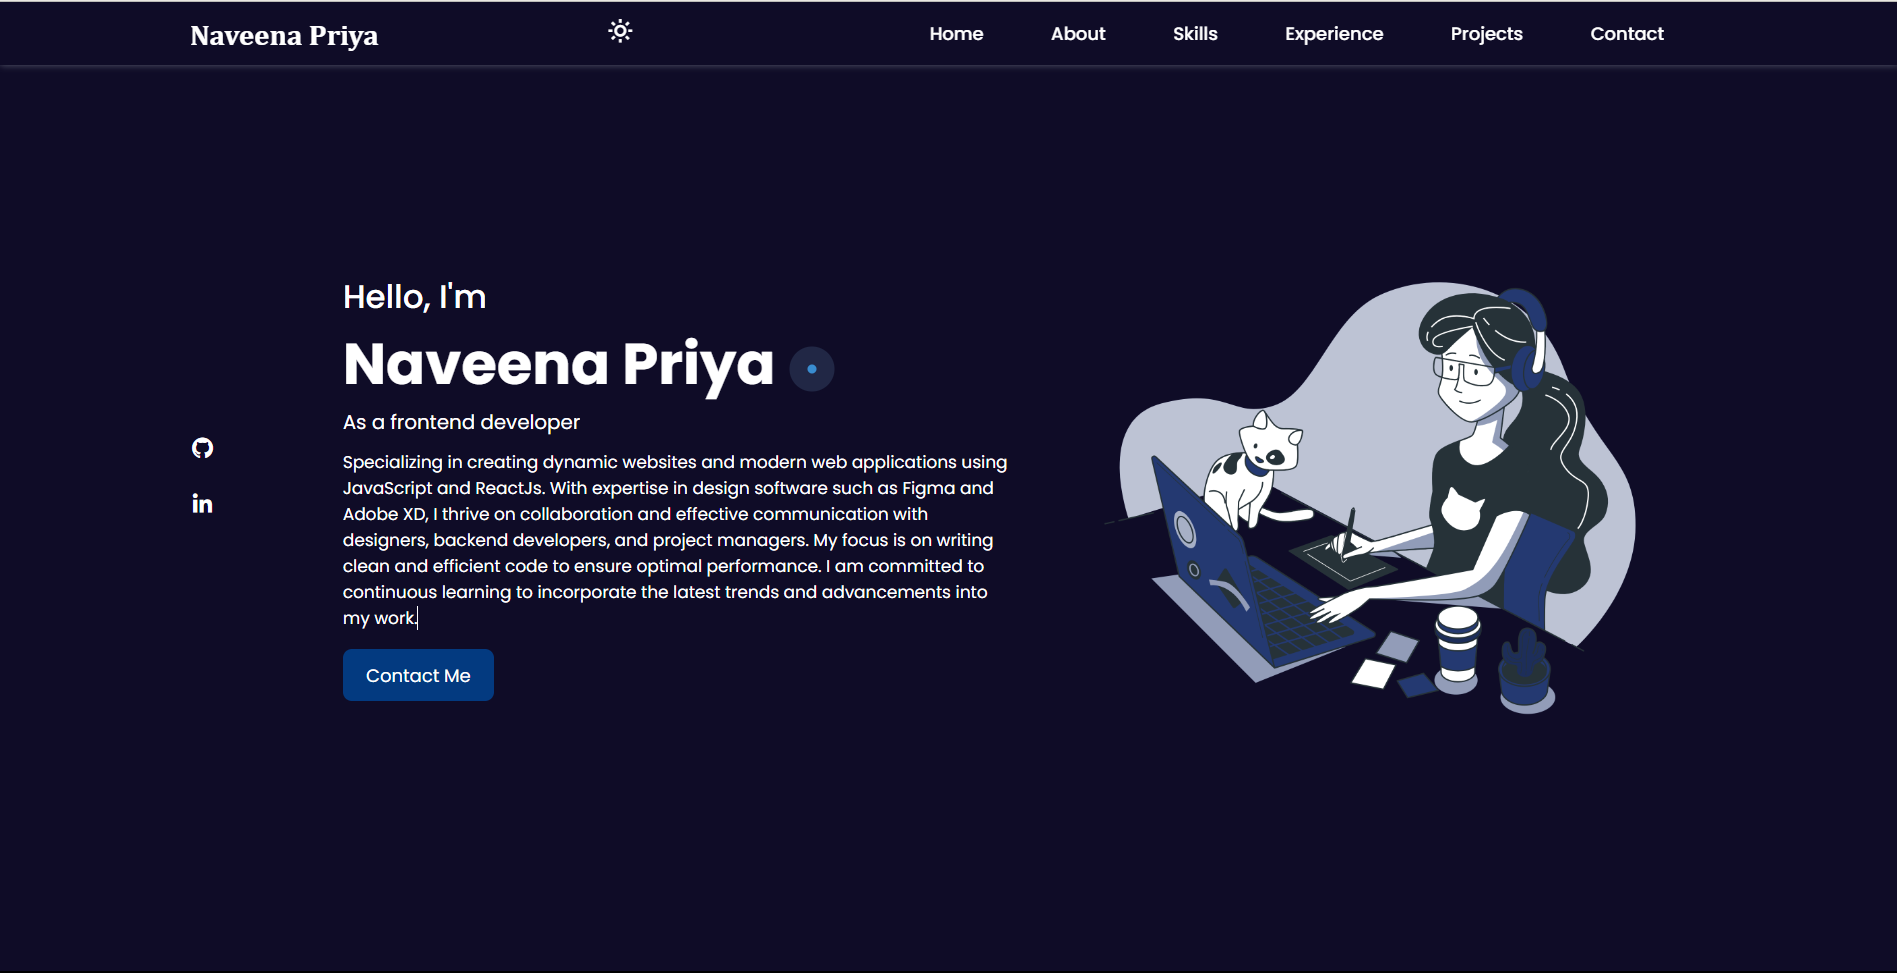 Naveena Priya
Home
About
Skills
Experience
Projects
Contact
Hello, I'm
Naveena Priya
As a frontend developer
Specializing in creating dynamic websites and modern web applications using
JavaScript and ReactJs. With expertise in design software such as Figma and
Adobe XD, I thrive on collaboration and effective communication with
designers, backend developers, and project managers. My focus is on writing
clean and efficient code to ensure optimal performance. I am committed to
continuous learning to incorporate the latest trends and advancements into
my work.
Contact Me
in